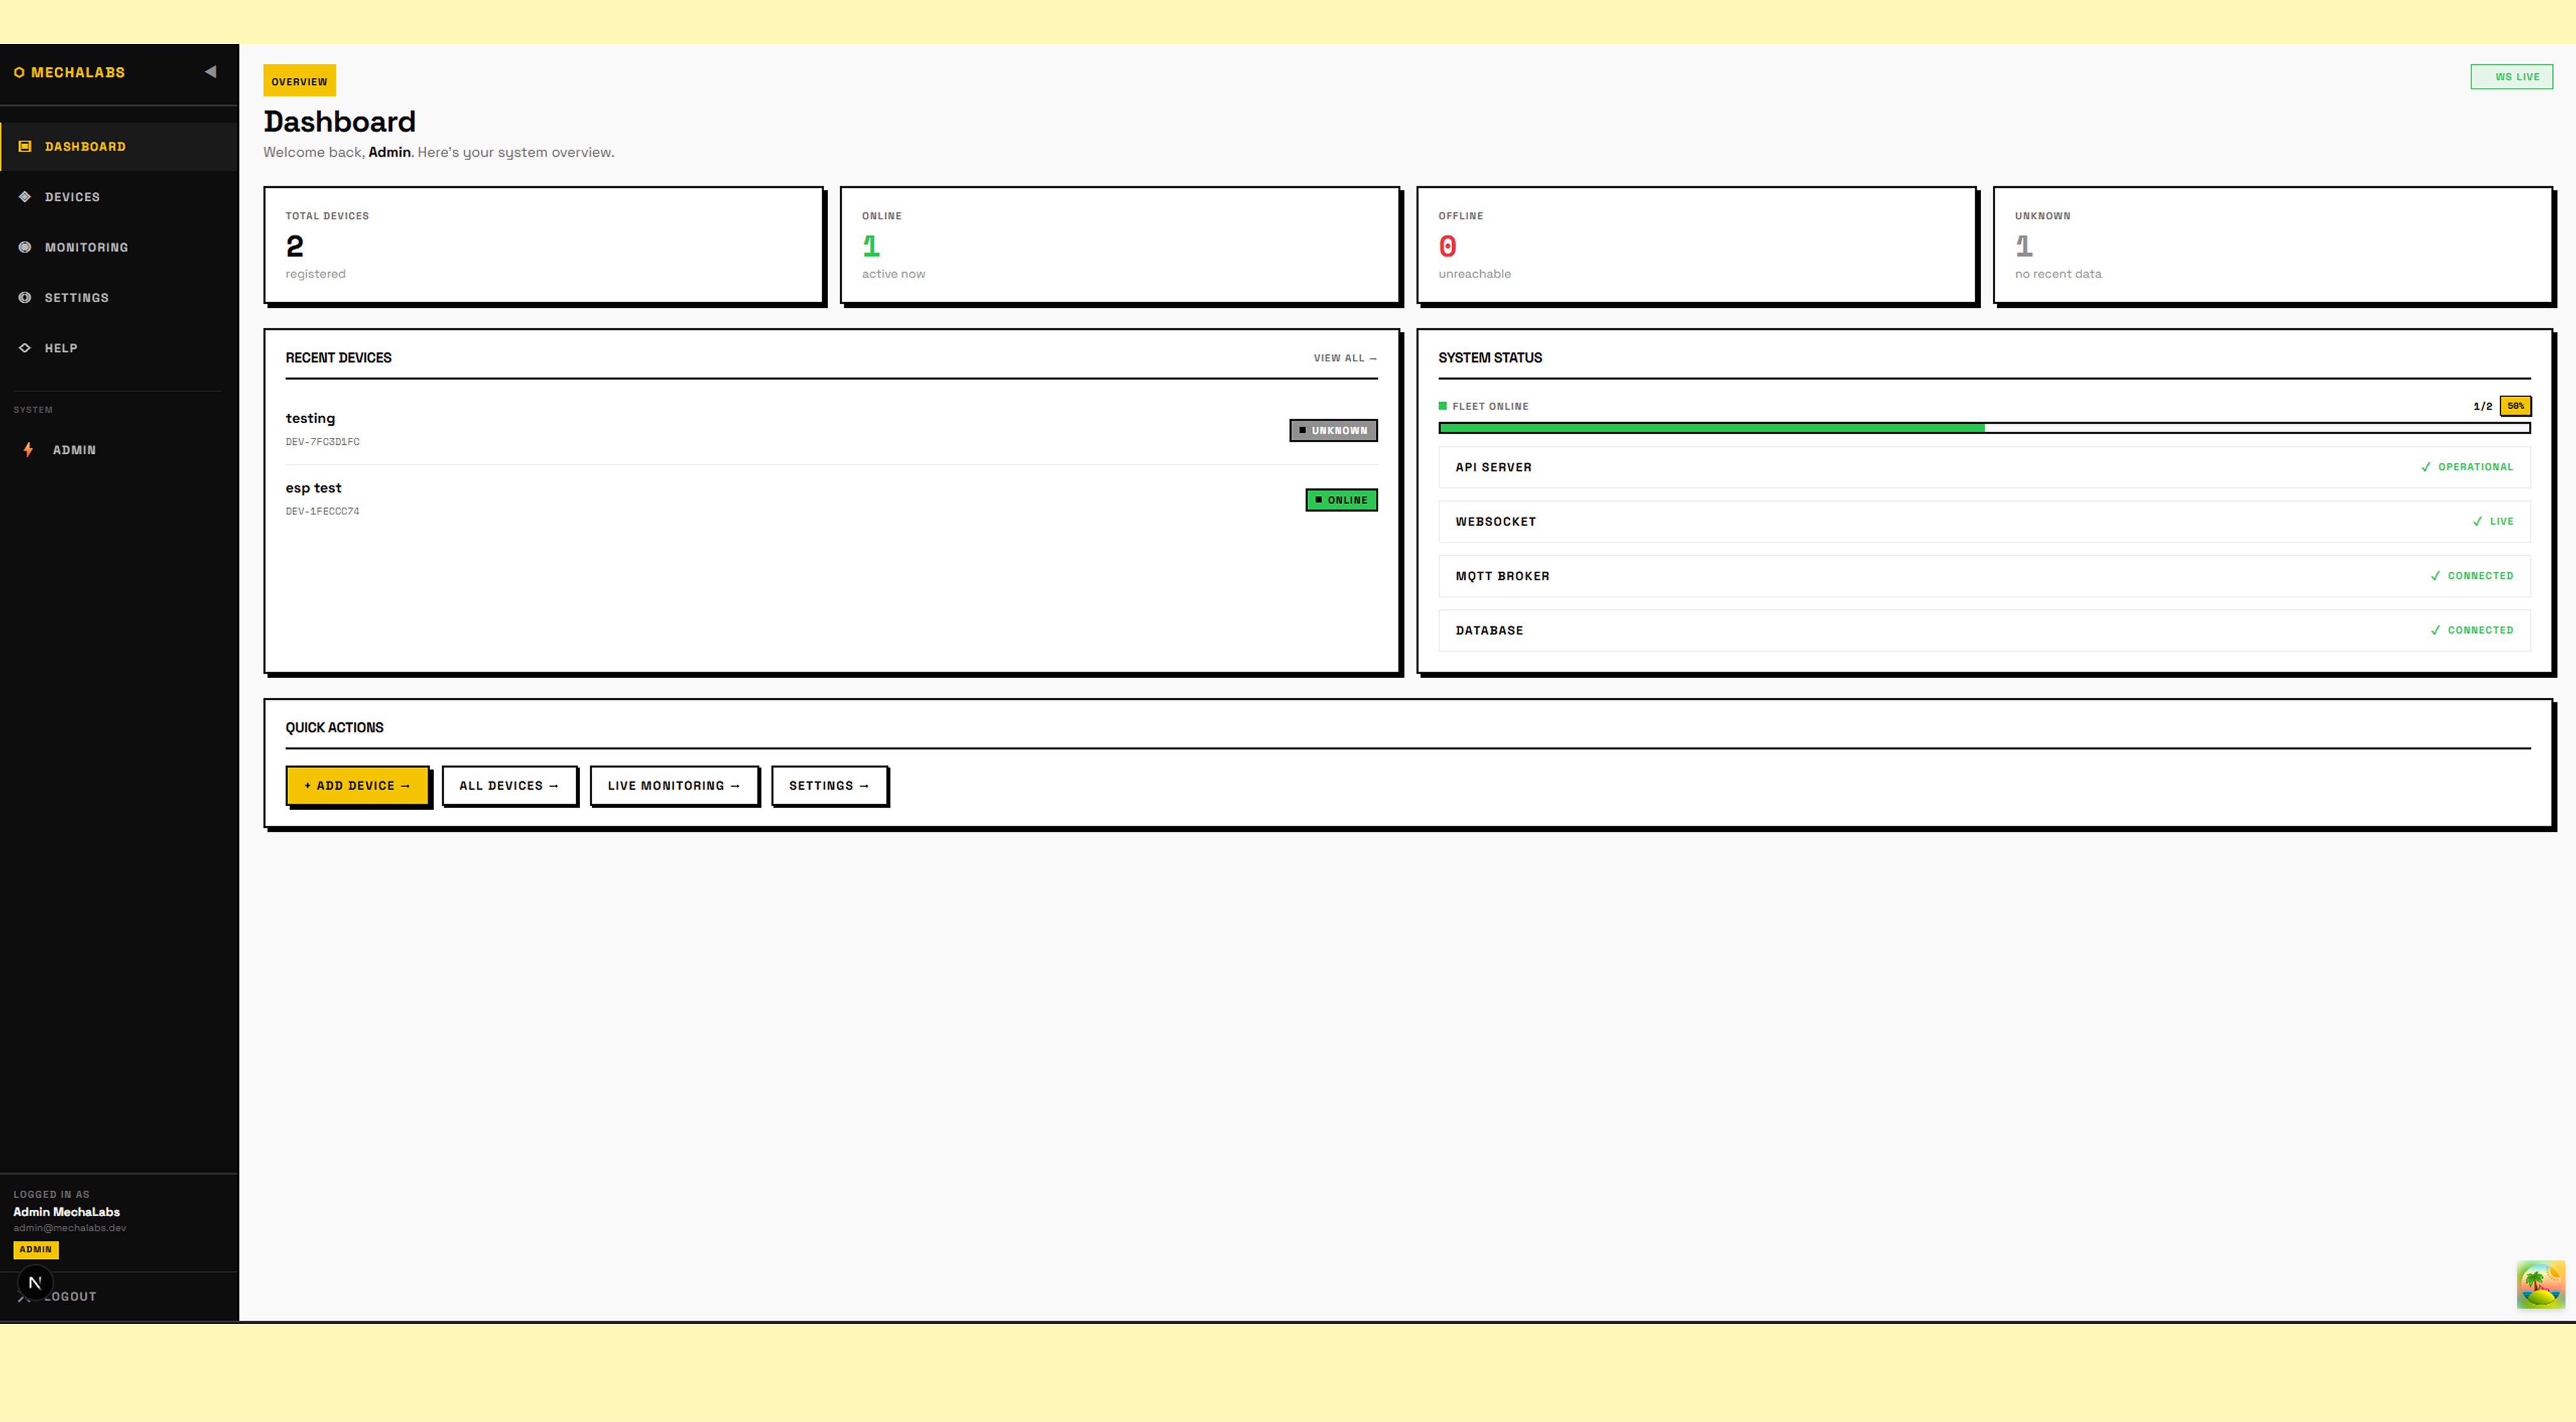 MECHALABS
DASHBOARD
DEVICES
MONITORING
SETTINGS
HELP
SYSTEM
ADMIN
LOGGED IN AS
Admin MechaLabs
admin@mechalabs.dev
ADMIN
N
LOGOUT
OVERVIEW
WS LIVE
Dashboard
Welcome back, Admin. Here's your system overview.
TOTAL DEVICES
2
registered
ONLINE
1
active now
OFFLINE
0
unreachable
UNKNOWN
1
no recent data
RECENT DEVICES
VIEW ALL →
testing
DEV-7FC3D1FC
UNKNOWN
esp test
DEV-1FECCC74
ONLINE
SYSTEM STATUS
FLEET ONLINE
1/2 50%
API SERVER
✓ OPERATIONAL
WEBSOCKET
✓ LIVE
MQTT BROKER
✓ CONNECTED
DATABASE
✓ CONNECTED
QUICK ACTIONS
+ ADD DEVICE →
ALL DEVICES →
LIVE MONITORING →
SETTINGS →